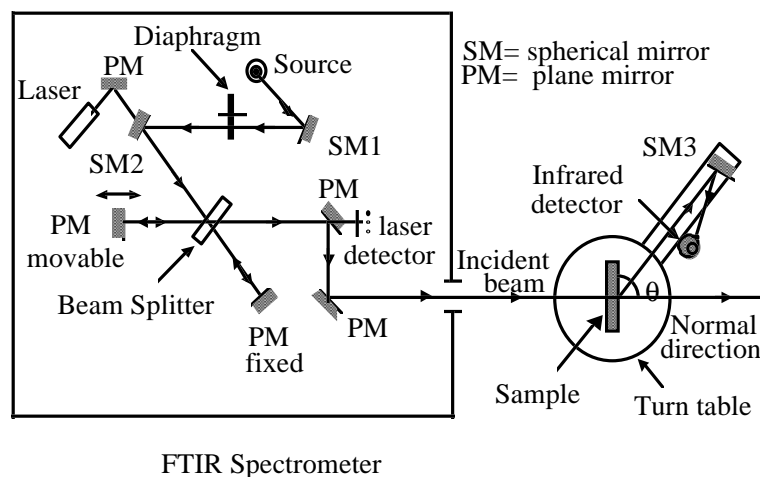 Diaphragm
PM
Source
Laser
SM= spherical mirror
PM= plane mirror
SM1
SM2
SM3
PM
Infrared
detector
PM
movable
laser
detector
Incident
beam
θ
Beam Splitter
PM
fixed
PM
Normal
direction
Sample
Turn table
FTIR Spectrometer